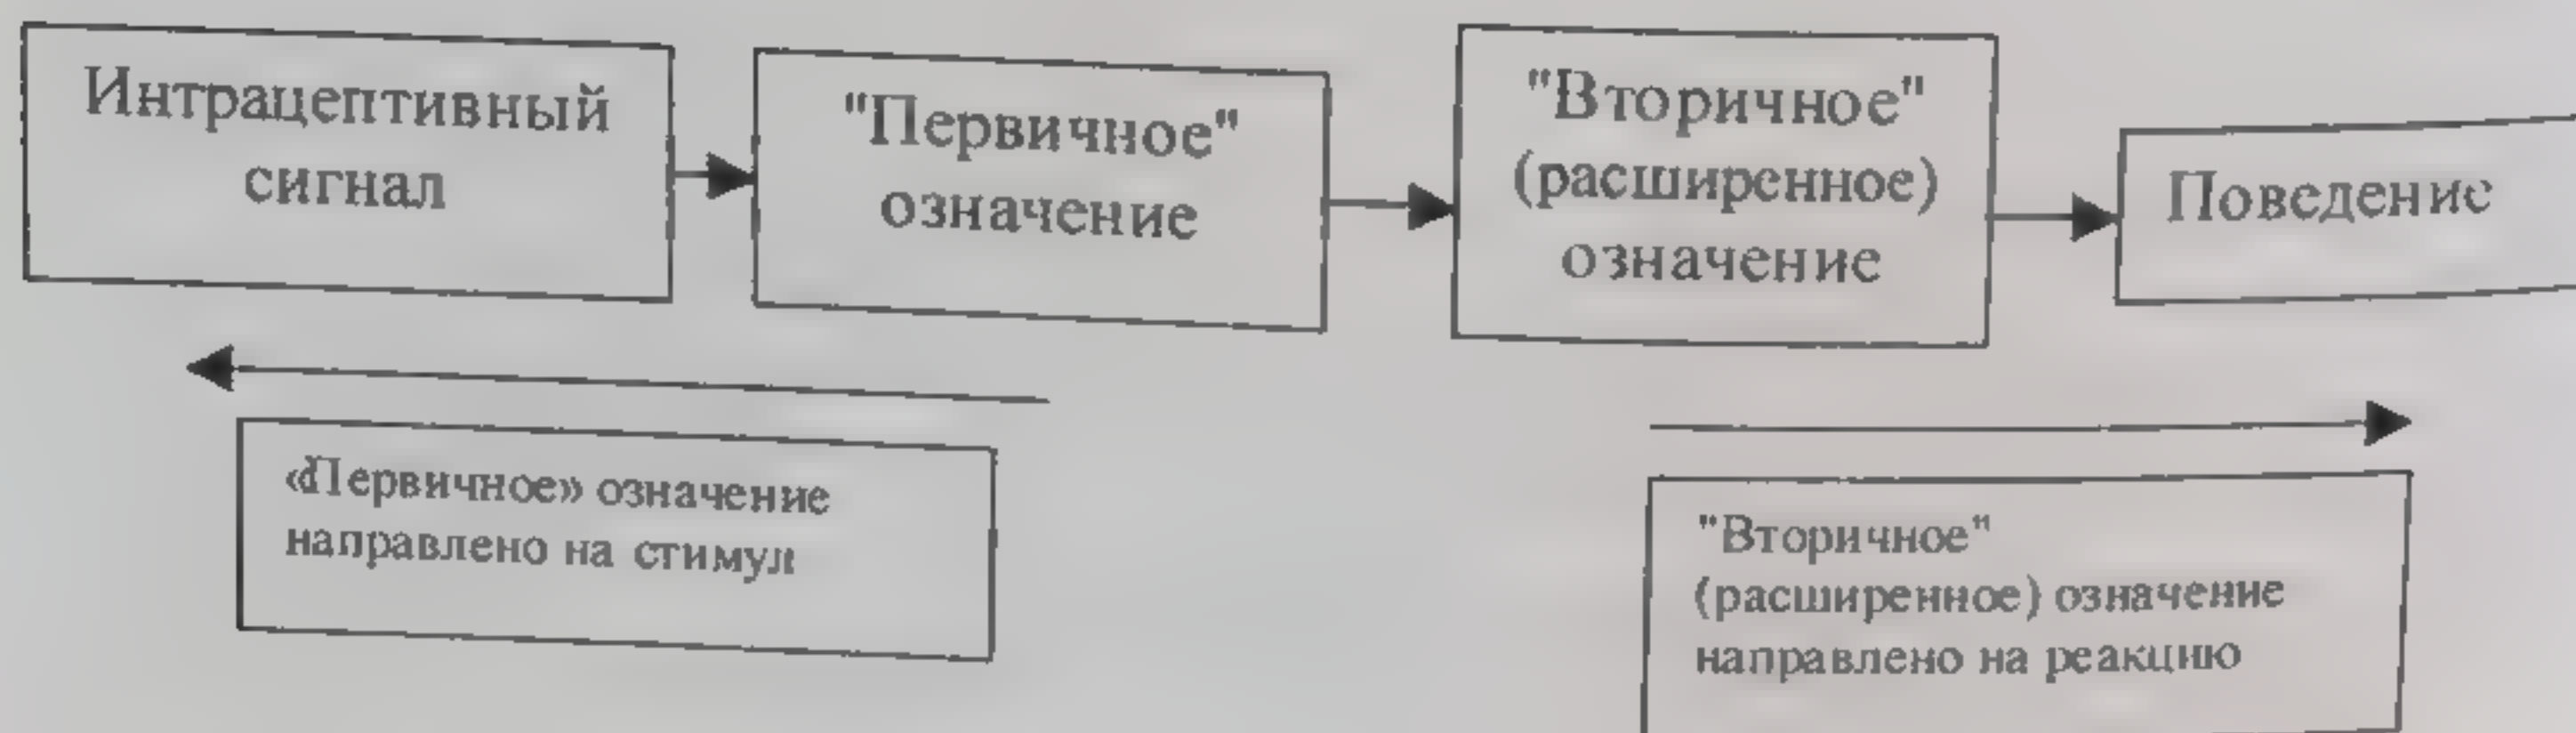 Интрацептивный
сигнал
"Первичное"
означение
"Вторичное"
(расширенное)
означение
Поведение
«Первичное» означение
направлено на стимул
"Вторичное"
(расширенное) означение
направлено на реакцию